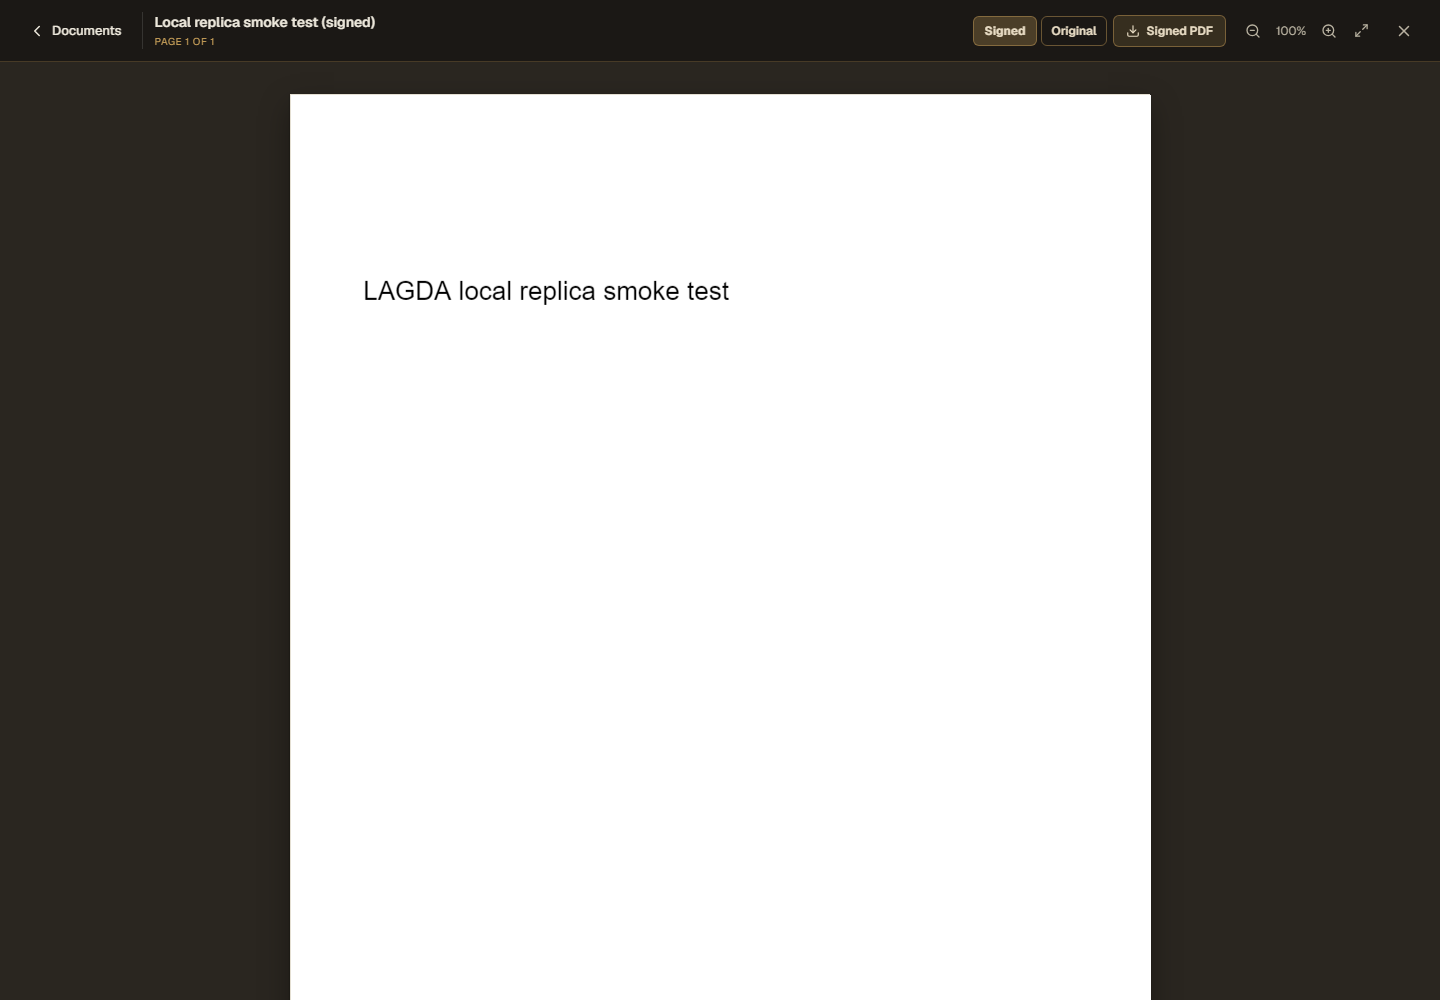 Documents
Local replica smoke test (signed)
PAGE 1 OF 1
Signed
Original
Signed PDF
100%
LAGDA local replica smoke test